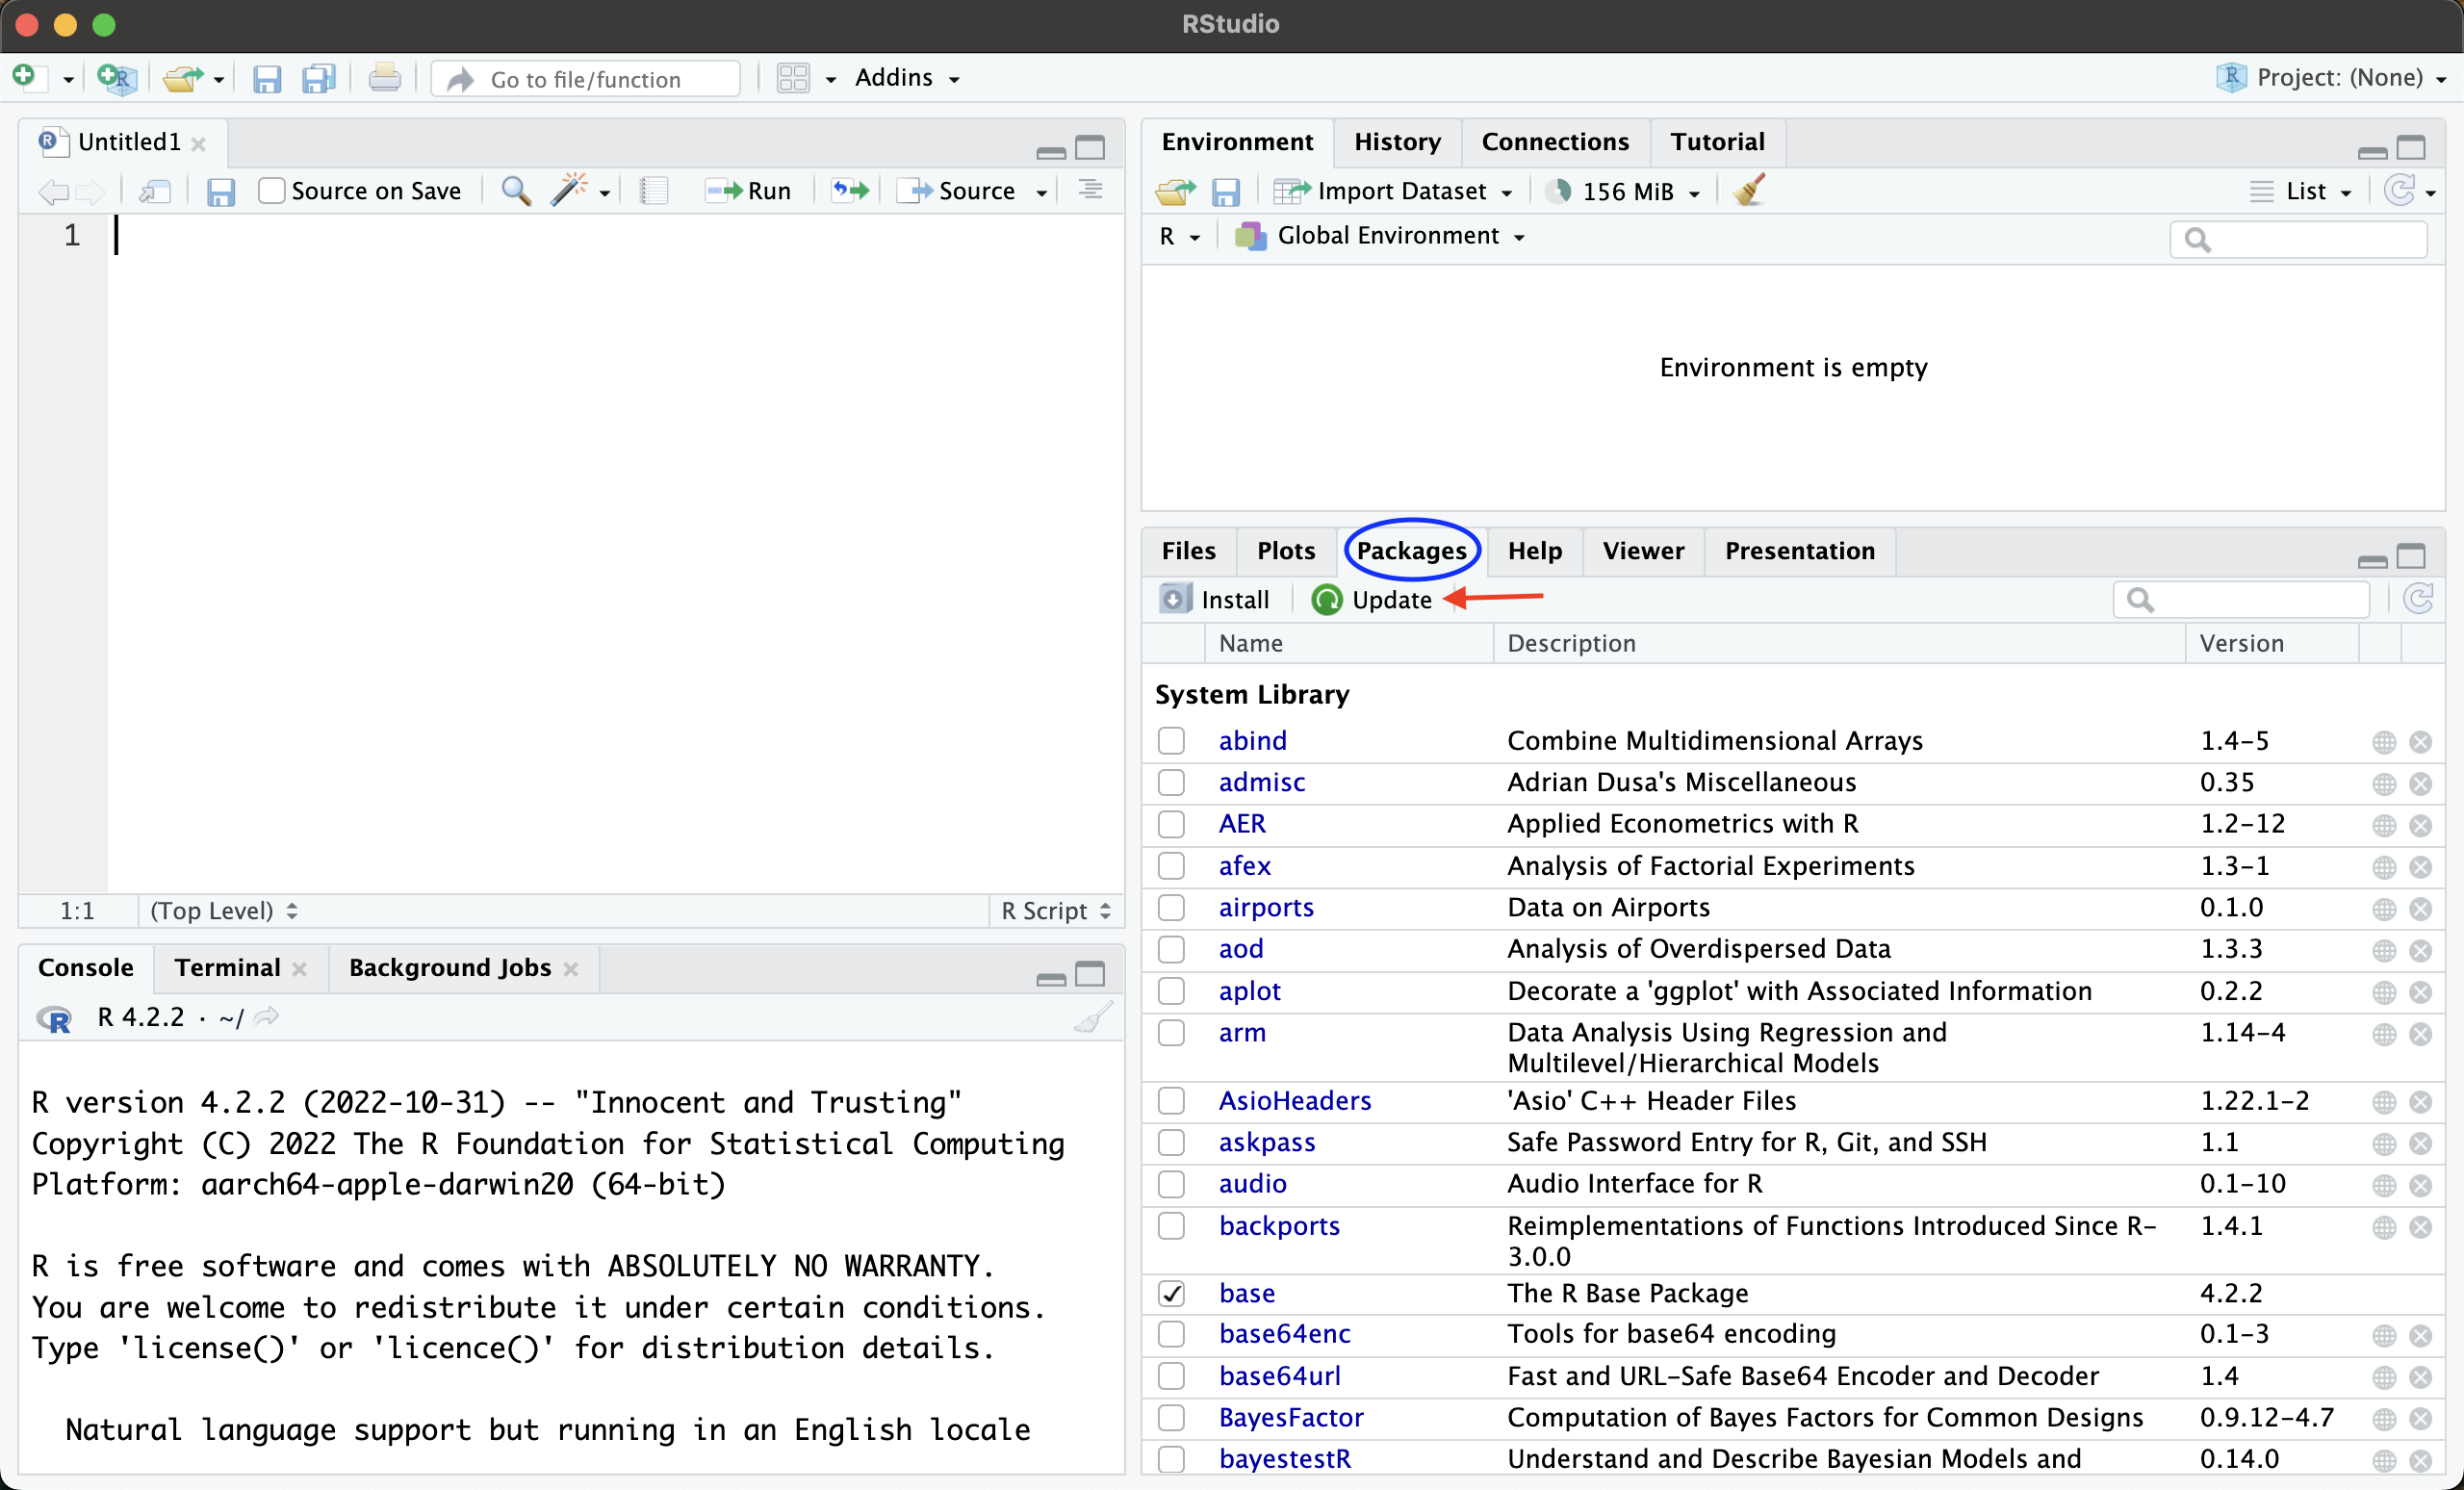 RStudio
Go to file/function
Addins
Project: (None)
Untitled1
Source on Save
Run
Source
1
1:1
(Top Level)
R Script
Console
Terminal
Background Jobs
R 4.2.2 · ~/
R version 4.2.2 (2022-10-31) -- "Innocent and Trusting"
Copyright (C) 2022 The R Foundation for Statistical Computing
Platform: aarch64-apple-darwin20 (64-bit)
R is free software and comes with ABSOLUTELY NO WARRANTY.
You are welcome to redistribute it under certain conditions.
Type 'license()' or 'licence()' for distribution details.
Natural language support but running in an English locale
Environment
History
Connections
Tutorial
Import Dataset
156 MiB
List
R
Global Environment
Environment is empty
Files
Plots
Packages
Help
Viewer
Presentation
Install
Update
Name Description Version
System Library
abind Combine Multidimensional Arrays 1.4-5
admisc Adrian Dusa's Miscellaneous 0.35
AER Applied Econometrics with R 1.2-12
afex Analysis of Factorial Experiments 1.3-1
airports Data on Airports 0.1.0
aod Analysis of Overdispersed Data 1.3.3
aplot Decorate a 'ggplot' with Associated Information 0.2.2
arm Data Analysis Using Regression and 1.14-4
Multilevel/Hierarchical Models
AsioHeaders 'Asio' C++ Header Files 1.22.1-2
askpass Safe Password Entry for R, Git, and SSH 1.1
audio Audio Interface for R 0.1-10
backports Reimplementations of Functions Introduced Since R- 1.4.1
3.0.0
base The R Base Package 4.2.2
base64enc Tools for base64 encoding 0.1-3
base64url Fast and URL-Safe Base64 Encoder and Decoder 1.4
BayesFactor Computation of Bayes Factors for Common Designs 0.9.12-4.7
bayestestR Understand and Describe Bayesian Models and 0.14.0